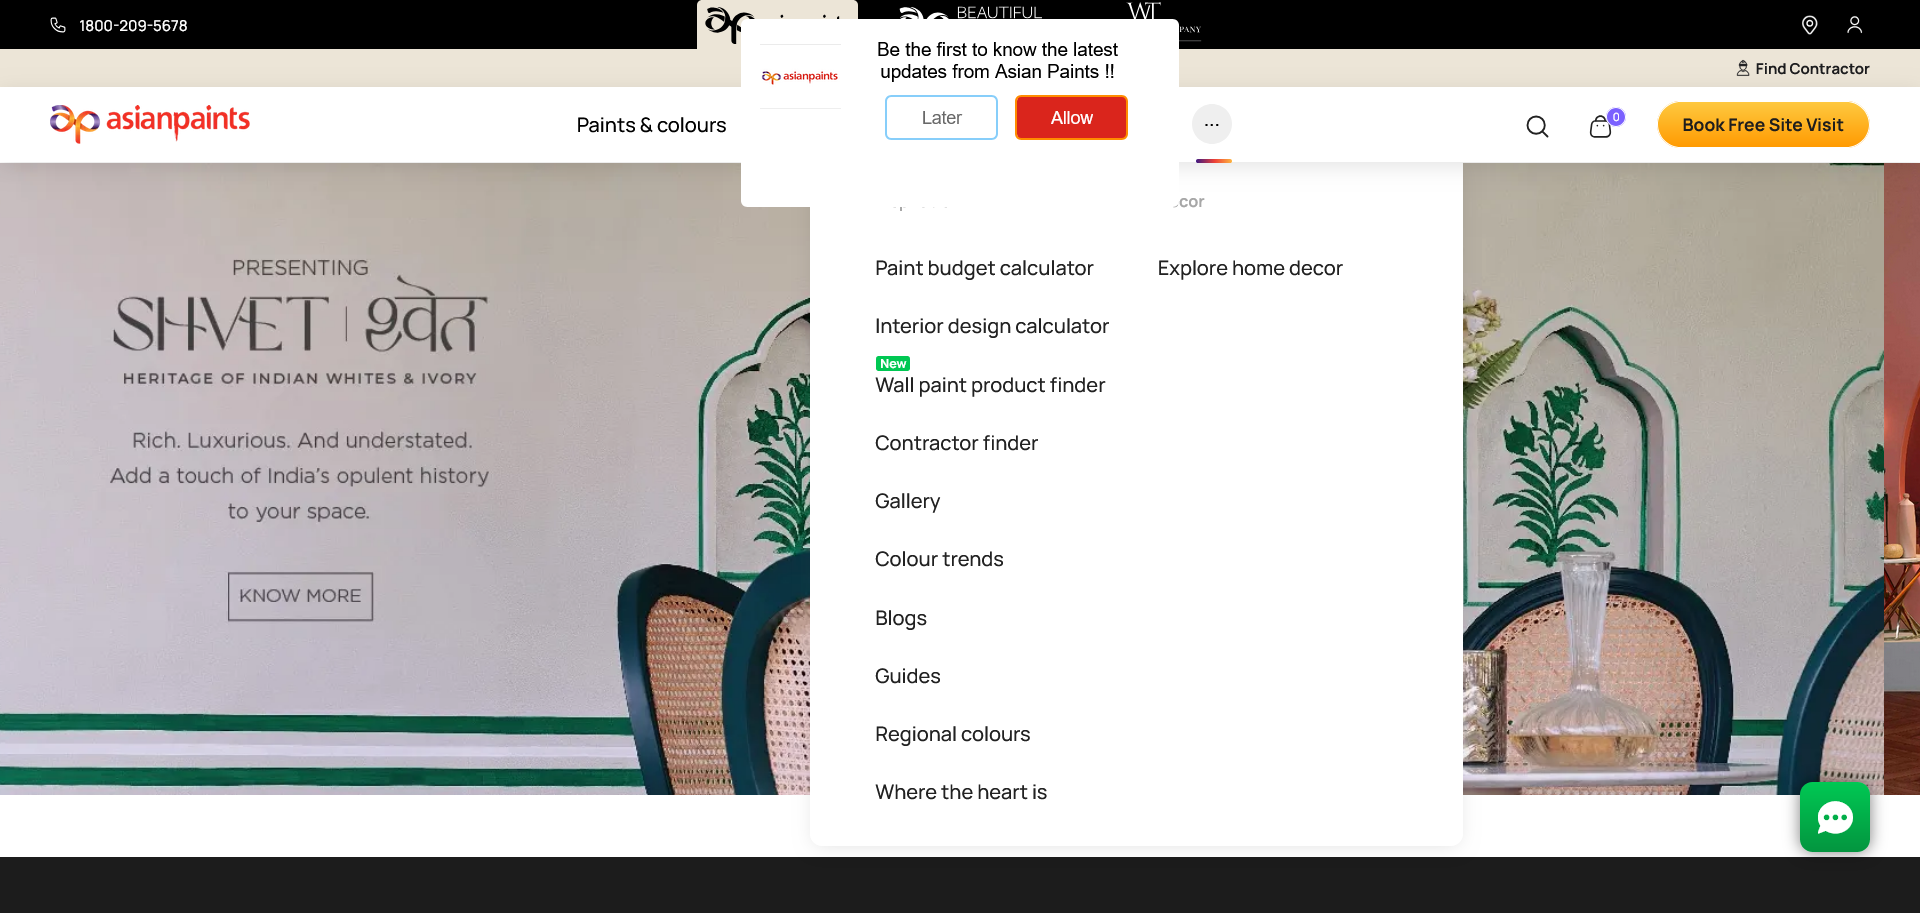 1800-209-5678
BEAUTIFUL
WT
Find Contractor
asianpaints
Paints & colours
asianpaints
Be the first to know the latest
updates from Asian Paints !!
Later
Allow
...
0
Book Free Site Visit
PRESENTING
SHVET | श्वेत
HERITAGE OF INDIAN WHITES & IVORY
Rich. Luxurious. And understated.
Add a touch of India's opulent history
to your space.
KNOW MORE
Paint budget calculator
Interior design calculator
New
Wall paint product finder
Contractor finder
Gallery
Colour trends
Blogs
Guides
Regional colours
Where the heart is
Explore home decor